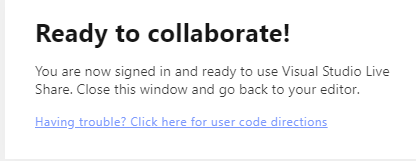 Ready to collaborate!
You are now signed in and ready to use Visual Studio Live
Share. Close this window and go back to your editor.
Having trouble? Click here for user code directions